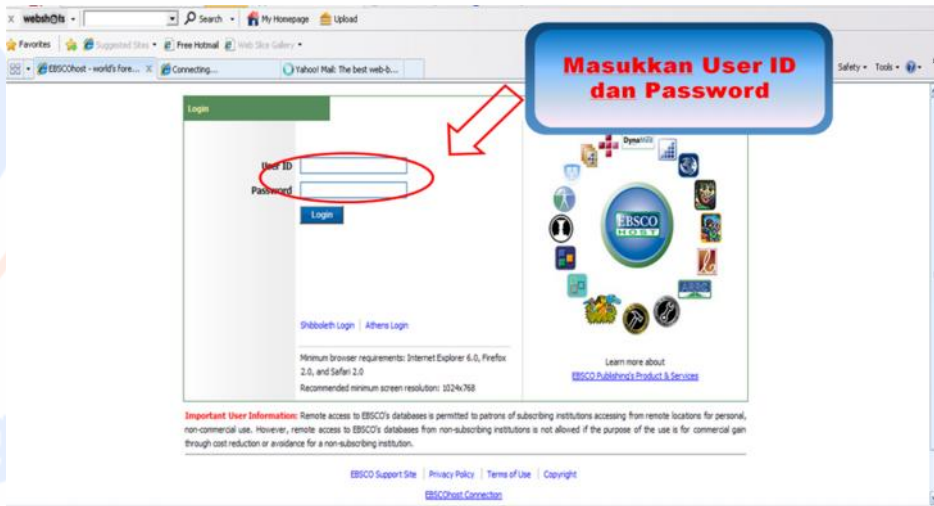 x websh@ts Search My Homepage Upload
Favorites Suggested Sites Free Hotmail Web Slice Gallery
EBSCOhost - world's fore... X Connecting... Yahoo! Mail: The best web-b... Safety Tools
Masukkan User ID
dan Password
Login
User ID
Password
Login
Shibboleth Login | Athens Login
Minimum browser requirements: Internet Explorer 6.0, Firefox
2.0, and Safari 2.0
Recommended minimum screen resolution: 1024x768
EBSCO
HOST
Learn more about
EBSCO Publishing's Product & Services
Important User Information: Remote access to EBSCO's databases is permitted to patrons of subscribing institutions accessing from remote locations for personal,
non-commercial use. However, remote access to EBSCO's databases from non-subscribing institutions is not allowed if the purpose of the use is for commercial gain
through cost reduction or avoidance for a non-subscribing institution.
EBSCO Support Site | Privacy Policy | Terms of Use | Copyright
EBSCOhost Connection